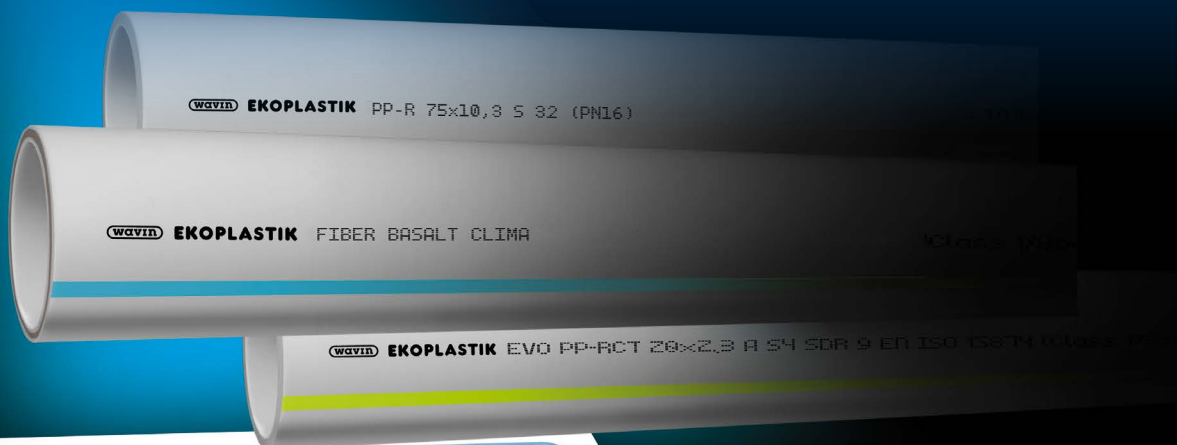 wavin EKOPLASTIK PP-R 75x10,3 S 32 (PN16)
wavin EKOPLASTIK FIBER BASALT CLIMA
wavin EKOPLASTIK EVO PP-RCT 20x2,3 A S4 SDR 9 EN ISO 15874